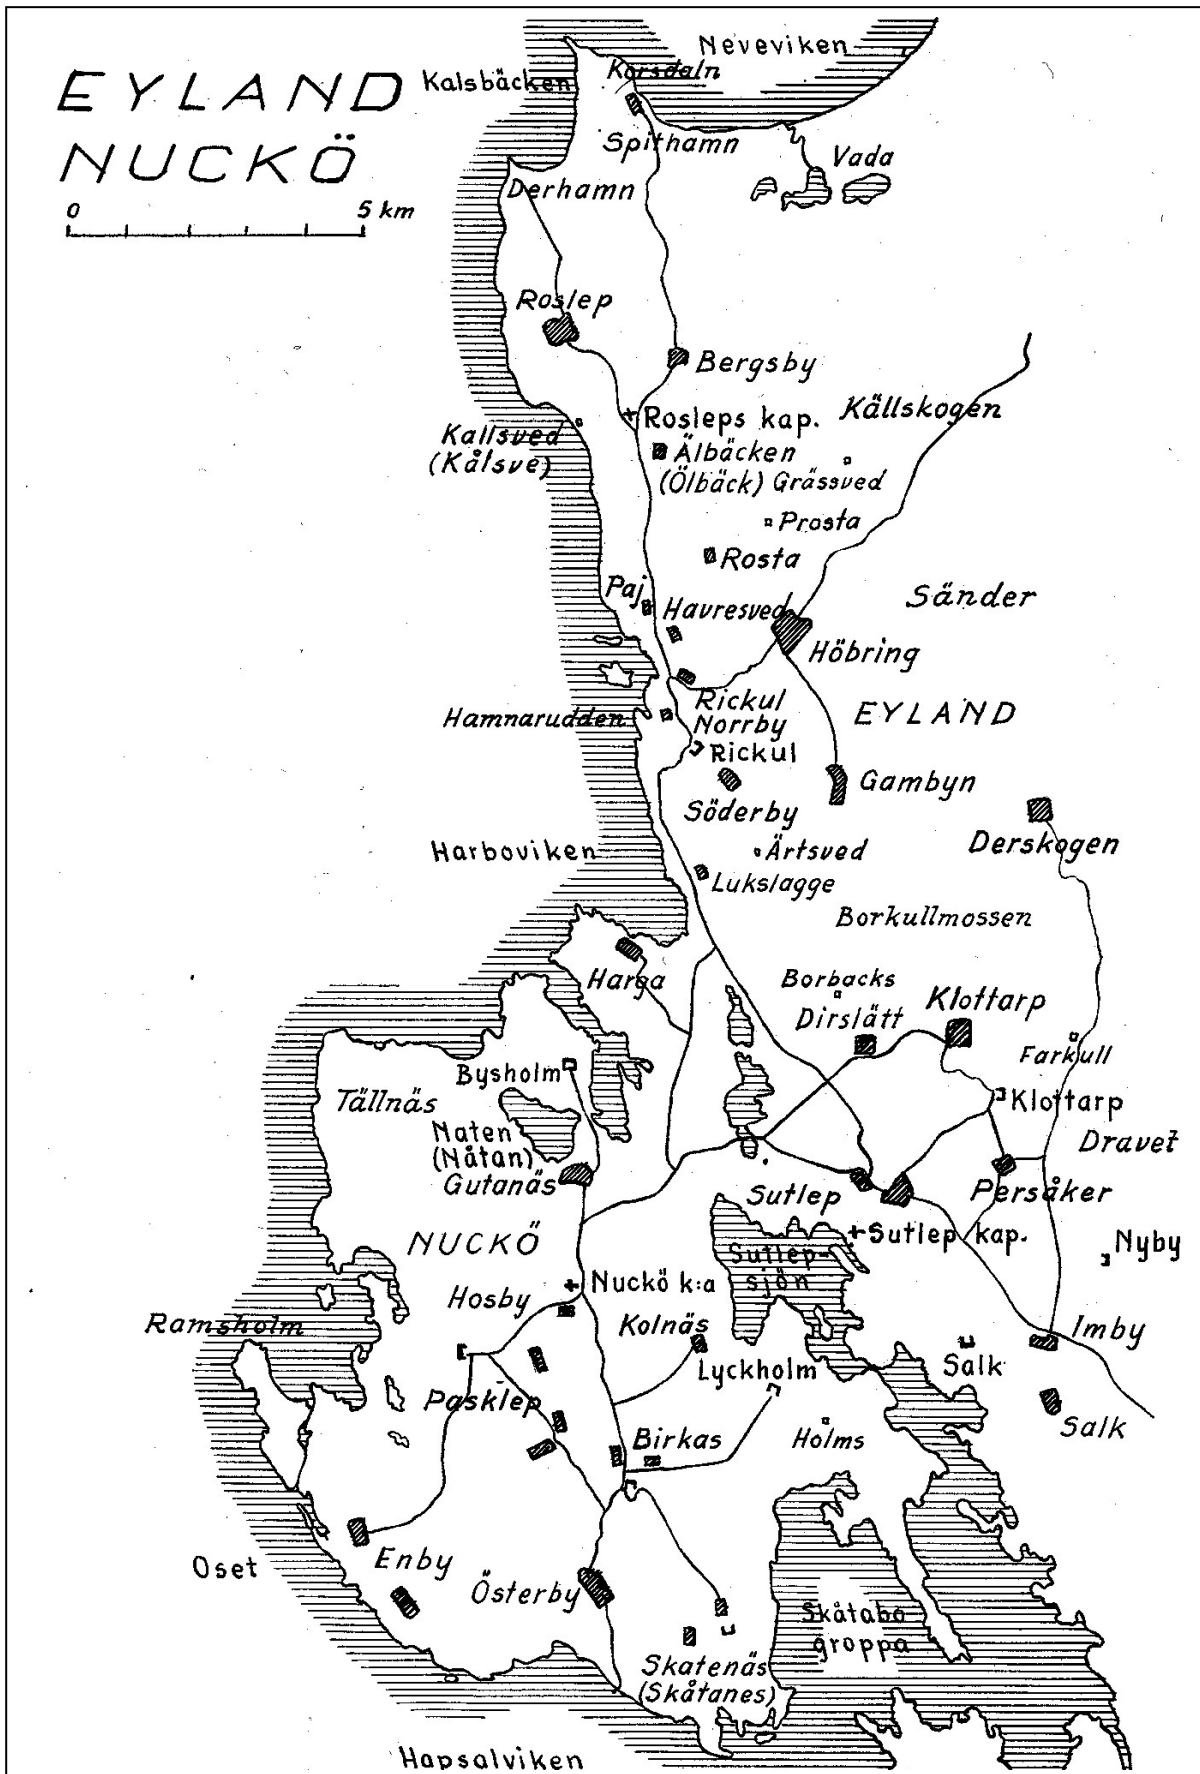 Neveviken
Korsdaln
Kalsbäcken
EYLAND
NUCKÖ
0 5 km
Spithamn
Vada
Derhamn
Roslep
Bergsby
Källskogen
Rosleps kap.
Kallsved
(Kålsve)
Älbäcken
(Ölbäck)
Grässved
Prosta
Rosta
Paj
Havresved
Sänder
Höbring
Rickul
Norrby
Hamnarudden
EYLAND
Rickul
Gambyn
Söderby
Derskogen
Harboviken
Ärtsved
Lukslagge
Borkullmossen
Harga
Borbacks
Dirslätt
Klottarp
Farkull
Bysholm
Tällnäs
Klottarp
Naten
(Nåtan)
Gutanäs
Dravet
Sutlep
Persåker
NUCKÖ
Sutlep kap.
Nyby
Sutlep-
sjön
Nuckö k:a
Hosby
Kolnäs
Ramsholm
Imby
Lyckholm
Salk
Pasklep
Salk
Birkas
Holms
Oset
Enby
Österby
Skåtabo
groppa
Skatenäs
(Skåtanes)
Hapsalviken